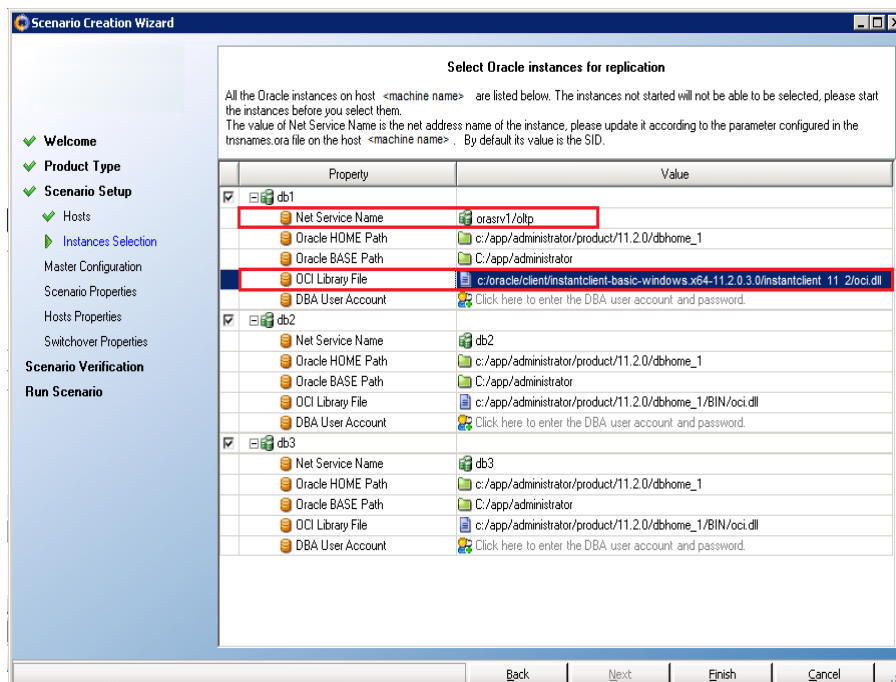 Scenario Creation Wizard
Welcome
Product Type
Scenario Setup
Hosts
Instances Selection
Master Configuration
Scenario Properties
Hosts Properties
Switchover Properties
Scenario Verification
Run Scenario
Select Oracle instances for replication
All the Oracle instances on host <machine name> are listed below. The instances not started will not be able to be selected, please start
the instances before you select them.
The value of Net Service Name is the net address name of the instance, please update it according to the parameter configured in the
tnsnames.ora file on the host <machine name> . By default its value is the SID.
Property Value
db1
Net Service Name orasrv1/oltp
Oracle HOME Path c:/app/administrator/product/11.2.0/dbhome_1
Oracle BASE Path C:/app/administrator
OCI Library File c:/oracle/client/instantclient-basic-windows.x64-11.2.0.3.0/instantclient_11_2/oci.dll
DBA User Account Click here to enter the DBA user account and password.
db2
Net Service Name db2
Oracle HOME Path c:/app/administrator/product/11.2.0/dbhome_1
Oracle BASE Path C:/app/administrator
OCI Library File c:/app/administrator/product/11.2.0/dbhome_1/BIN/oci.dll
DBA User Account Click here to enter the DBA user account and password.
db3
Net Service Name db3
Oracle HOME Path c:/app/administrator/product/11.2.0/dbhome_1
Oracle BASE Path C:/app/administrator
OCI Library File c:/app/administrator/product/11.2.0/dbhome_1/BIN/oci.dll
DBA User Account Click here to enter the DBA user account and password.
Back Next Finish Cancel